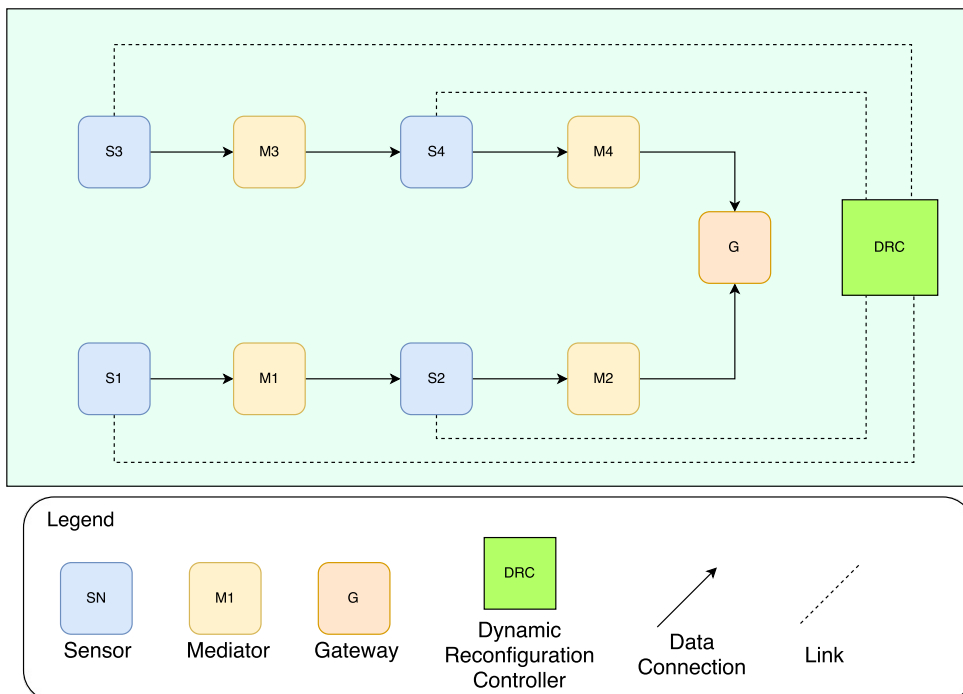 S3
M3
S4
M4
G
DRC
S1
M1
S2
M2
Legend
SN
M1
G
DRC
Sensor
Mediator
Gateway
Dynamic
Reconfiguration
Controller
Data
Connection
Link